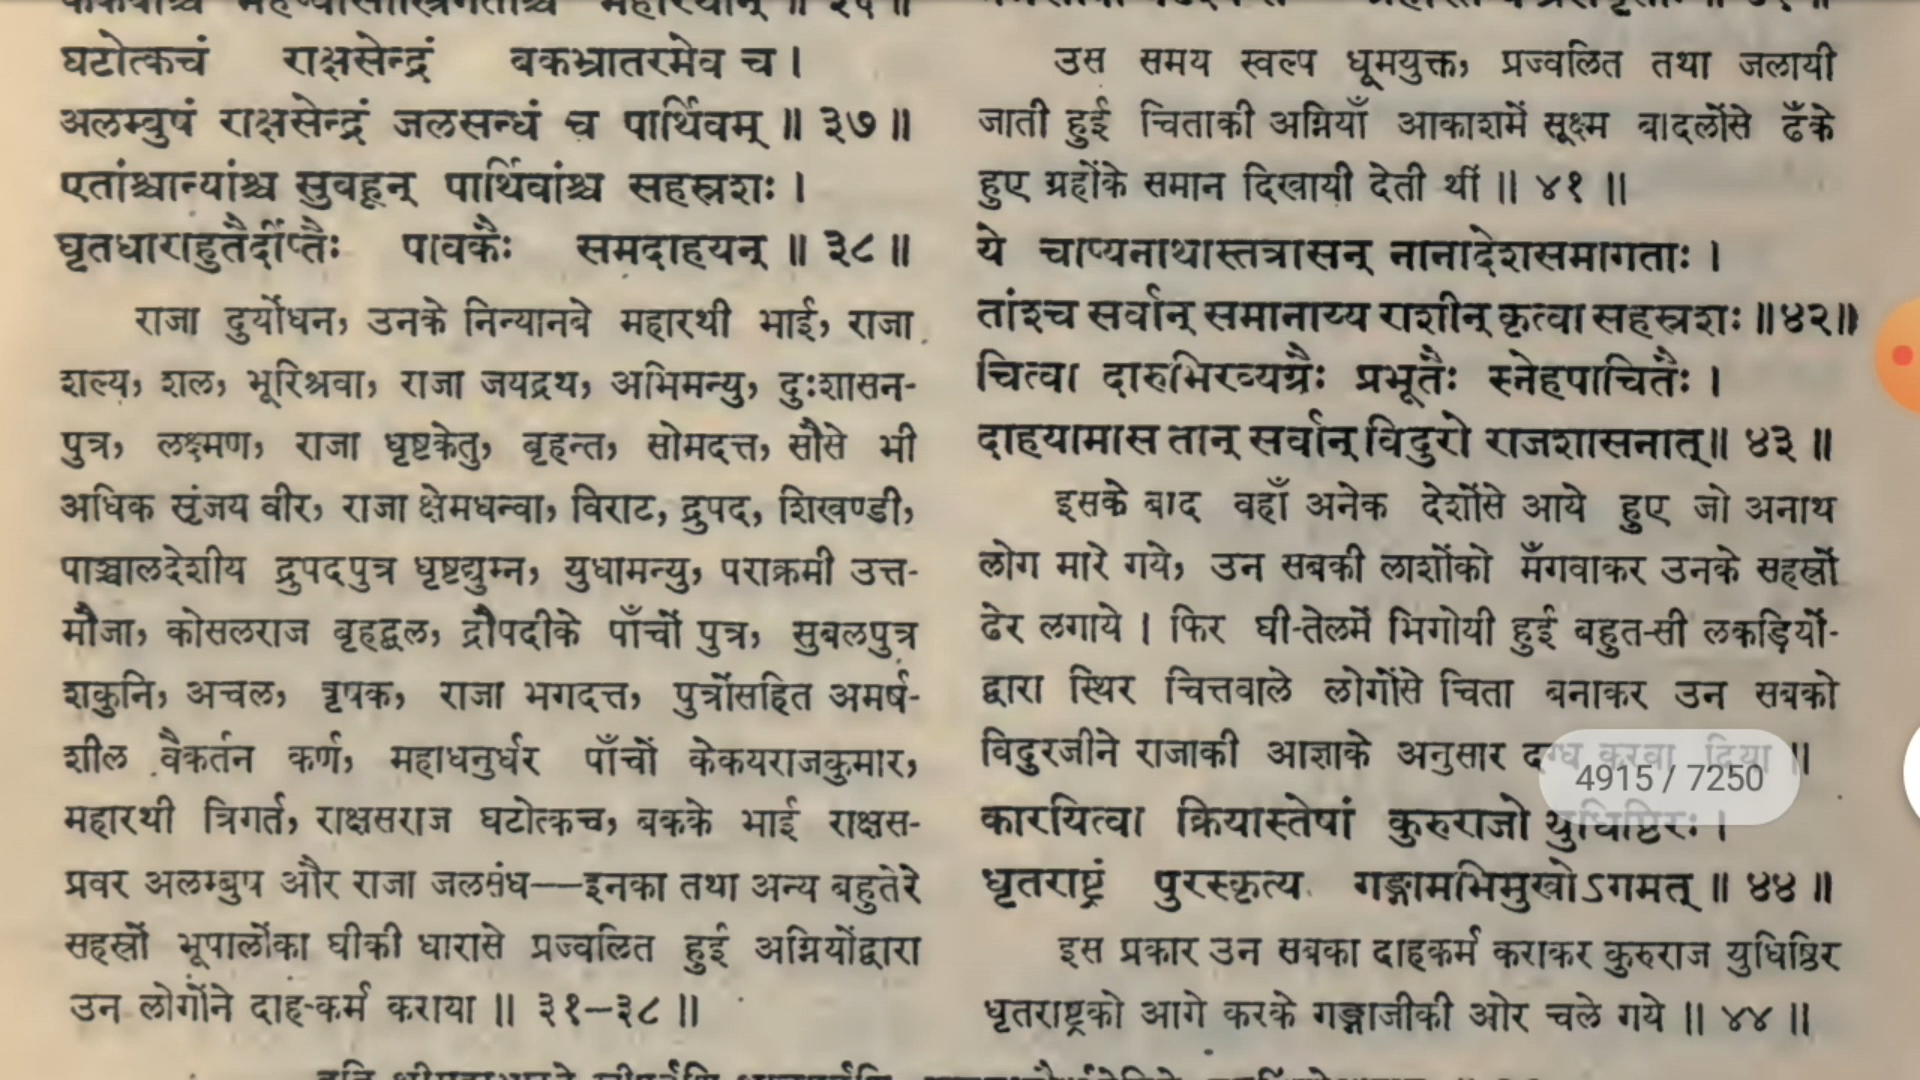 घटोत्कचं राक्षसेन्द्रं वकभ्रातरमेव च ।
अलम्बुषं राक्षसेन्द्रं जलसन्धं च पार्थिवम् ॥ ३७ ॥
एतांश्चान्यांश्च सुवहून् पार्थिवांश्च सहस्रशः ।
घृतधाराहुतैर्दीप्तैः पावकैः समदाहयन् ॥ ३८ ॥
राजा दुर्योधन, उनके निन्यानवे महारथी भाई, राजा
शल्य, शल, भूरिश्रवा, राजा जयद्रथ, अभिमन्यु, दुःशासन-
पुत्र, लक्ष्मण, राजा धृष्टकेतु, बृहन्त, सोमदत्त, सौसे भी
अधिक सृंजय वीर, राजा क्षेमधन्वा, विराट, द्रुपद, शिखण्डी,
पाञ्चालदेशीय द्रुपदपुत्र धृष्टद्युम्न, युधामन्यु, पराक्रमी उत्त-
मौजा, कोसलराज बृहद्बल, द्रौपदीके पाँचों पुत्र, सुबलपुत्र
शकुनि, अचल, वृषक, राजा भगदत्त, पुत्रोंसहित अमर्ष-
शील वैकर्तन कर्ण, महाधनुर्धर पाँचों केकयराजकुमार,
महारथी त्रिगर्त, राक्षसराज घटोत्कच, बकके भाई राक्षस-
प्रवर अलम्बुष और राजा जलसंध—इनका तथा अन्य बहुतेरे
सहस्रों भूपालोंका घीकी धारासे प्रज्वलित हुई अग्नियोंद्वारा
उन लोगोंने दाह-कर्म कराया ॥ ३१–३८ ॥
उस समय स्वल्प धूमयुक्त, प्रज्वलित तथा जलायी
जाती हुई चिताकी अग्नियाँ आकाशमें सूक्ष्म बादलोंसे ढँके
हुए ग्रहोंके समान दिखायी देती थीं ॥ ४१ ॥
ये चाप्यनाथास्तत्रासन् नानादेशसमागताः ।
तांश्च सर्वान् समानाय्य राशीन् कृत्वा सहस्रशः ॥४२॥
चित्वा दारुभिरव्यग्रैः प्रभूतैः स्नेहपाचितैः ।
दाहयामास तान् सर्वान् विदुरो राजशासनात् ॥ ४३ ॥
इसके बाद वहाँ अनेक देशोंसे आये हुए जो अनाथ
लोग मारे गये, उन सबकी लाशोंको मँगवाकर उनके सहस्रों
ढेर लगाये । फिर घी-तेलमें भिगोयी हुई बहुत-सी लकड़ियों-
द्वारा स्थिर चित्तवाले लोगोंसे चिता बनाकर उन सबको
विदुरजीने राजाकी आज्ञाके अनुसार दग्ध करवा दिया ॥
4915 / 7250
कारयित्वा क्रियास्तेषां कुरुराजो युधिष्ठिरः ।
धृतराष्ट्रं पुरस्कृत्य गङ्गामभिमुखोऽगमत् ॥ ४४ ॥
इस प्रकार उन सबका दाहकर्म कराकर कुरुराज युधिष्ठिर
धृतराष्ट्रको आगे करके गङ्गाजीकी ओर चले गये ॥ ४४ ॥